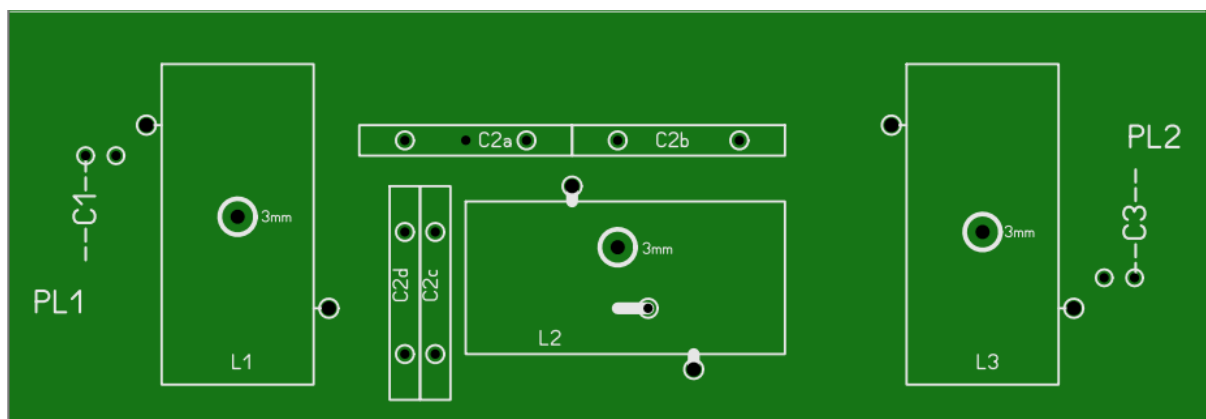 C2a
C2b
PL2
--C1--
3mm
3mm
--C3--
3mm
C2d
C2c
PL1
L2
L1
L3